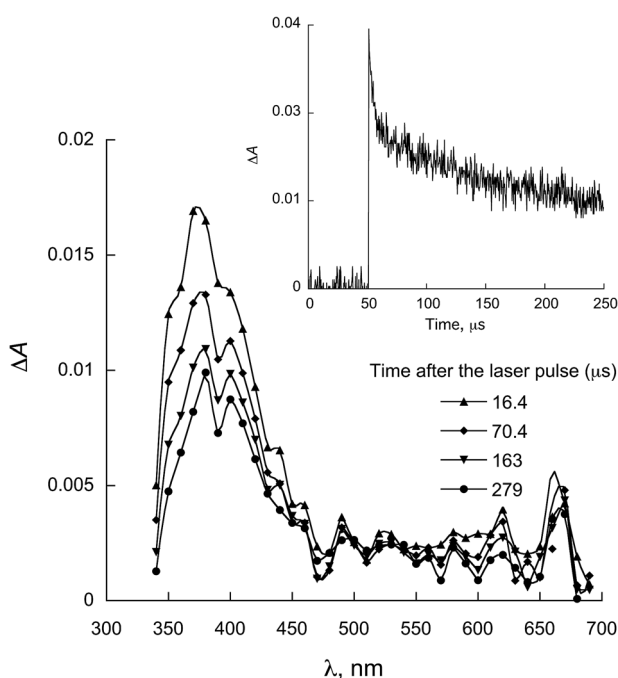 0.04
0.03
ΔA
0.01
0
0 50 100 150 200 250
Time, μs
0.02
0.015
ΔA
0.01
0.005
0
Time after the laser pulse (μs)
16.4
70.4
163
279
300 350 400 450 500 550 600 650 700
λ, nm